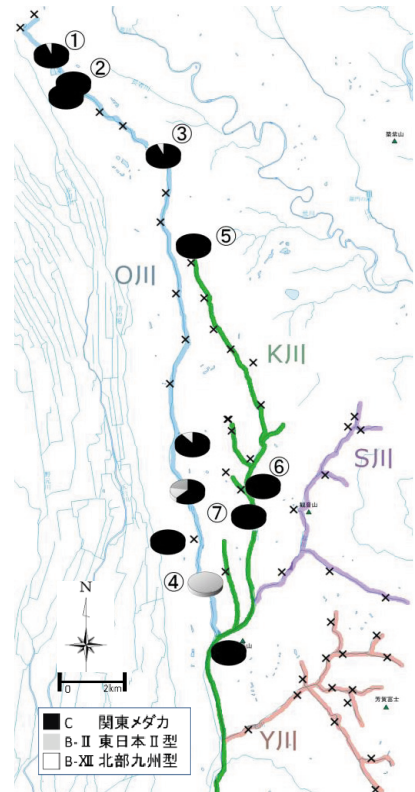 ①
②
③
⑤
O川
K川
S川
⑥
⑦
④
N
0 2km
Y川
C 関東メダカ
B-Ⅱ 東日本Ⅱ型
B-Ⅻ 北部九州型